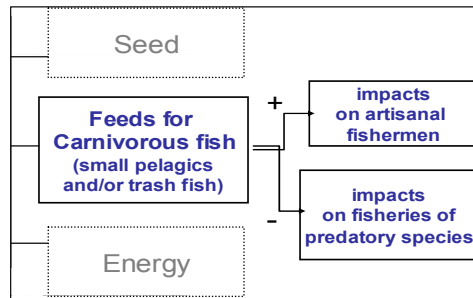 Seed
Feeds for
Carnivorous fish
(small pelagics
and/or trash fish)
+
impacts
on artisanal
fishermen
-
impacts
on fisheries of
predatory species
Energy